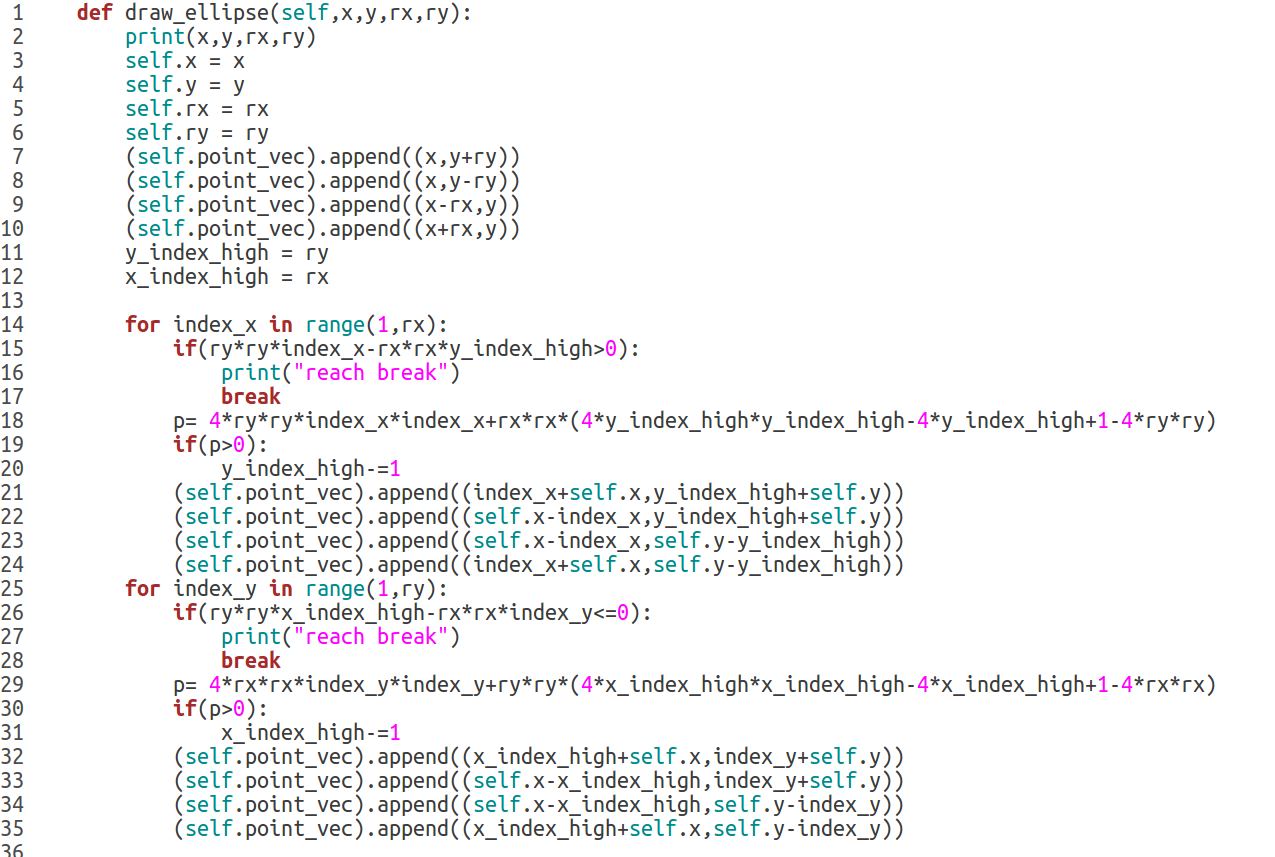 1 def draw_ellipse(self,x,y,rx,ry):
2 print(x,y,rx,ry)
3 self.x = x
4 self.y = y
5 self.rx = rx
6 self.ry = ry
7 (self.point_vec).append((x,y+ry))
8 (self.point_vec).append((x,y-ry))
9 (self.point_vec).append((x-rx,y))
10 (self.point_vec).append((x+rx,y))
11 y_index_high = ry
12 x_index_high = rx
13
14 for index_x in range(1,rx):
15 if(ry*ry*index_x-rx*rx*y_index_high>0):
16 print("reach break")
17 break
18 p= 4*ry*ry*index_x*index_x+rx*rx*(4*y_index_high*y_index_high-4*y_index_high+1-4*ry*ry)
19 if(p>0):
20 y_index_high-=1
21 (self.point_vec).append((index_x+self.x,y_index_high+self.y))
22 (self.point_vec).append((self.x-index_x,y_index_high+self.y))
23 (self.point_vec).append((self.x-index_x,self.y-y_index_high))
24 (self.point_vec).append((index_x+self.x,self.y-y_index_high))
25 for index_y in range(1,ry):
26 if(ry*ry*x_index_high-rx*rx*index_y<=0):
27 print("reach break")
28 break
29 p= 4*rx*rx*index_y*index_y+ry*ry*(4*x_index_high*x_index_high-4*x_index_high+1-4*rx*rx)
30 if(p>0):
31 x_index_high-=1
32 (self.point_vec).append((x_index_high+self.x,index_y+self.y))
33 (self.point_vec).append((self.x-x_index_high,index_y+self.y))
34 (self.point_vec).append((self.x-x_index_high,self.y-index_y))
35 (self.point_vec).append((x_index_high+self.x,self.y-index_y))
36